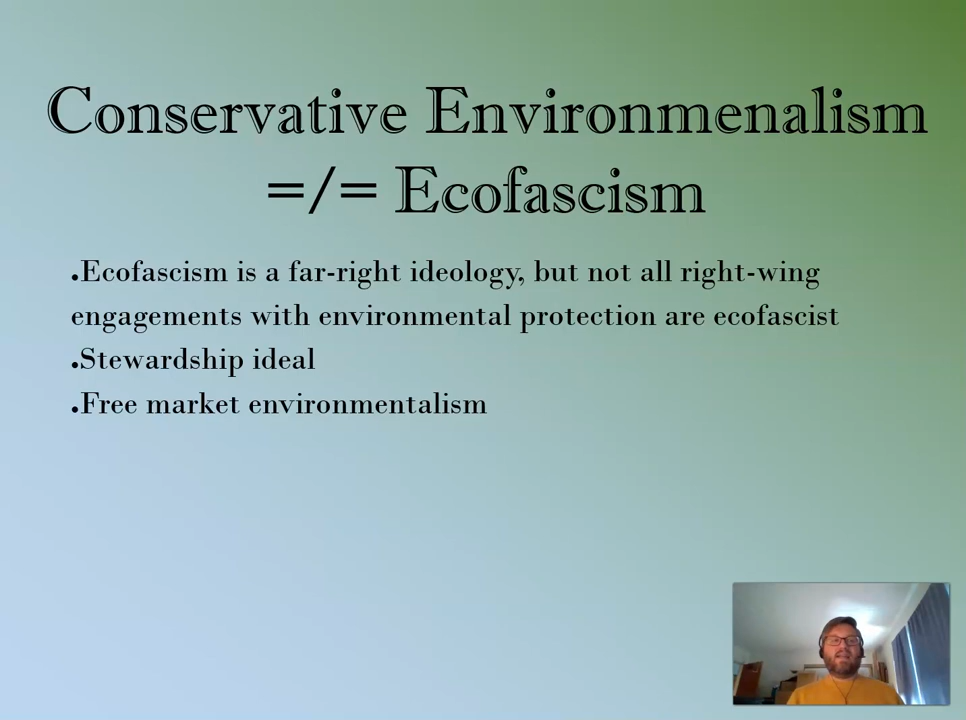 Conservative Environmenalism
=/= Ecofascism
.Ecofascism is a far-right ideology, but not all right-wing
engagements with environmental protection are ecofascist
.Stewardship ideal
.Free market environmentalism